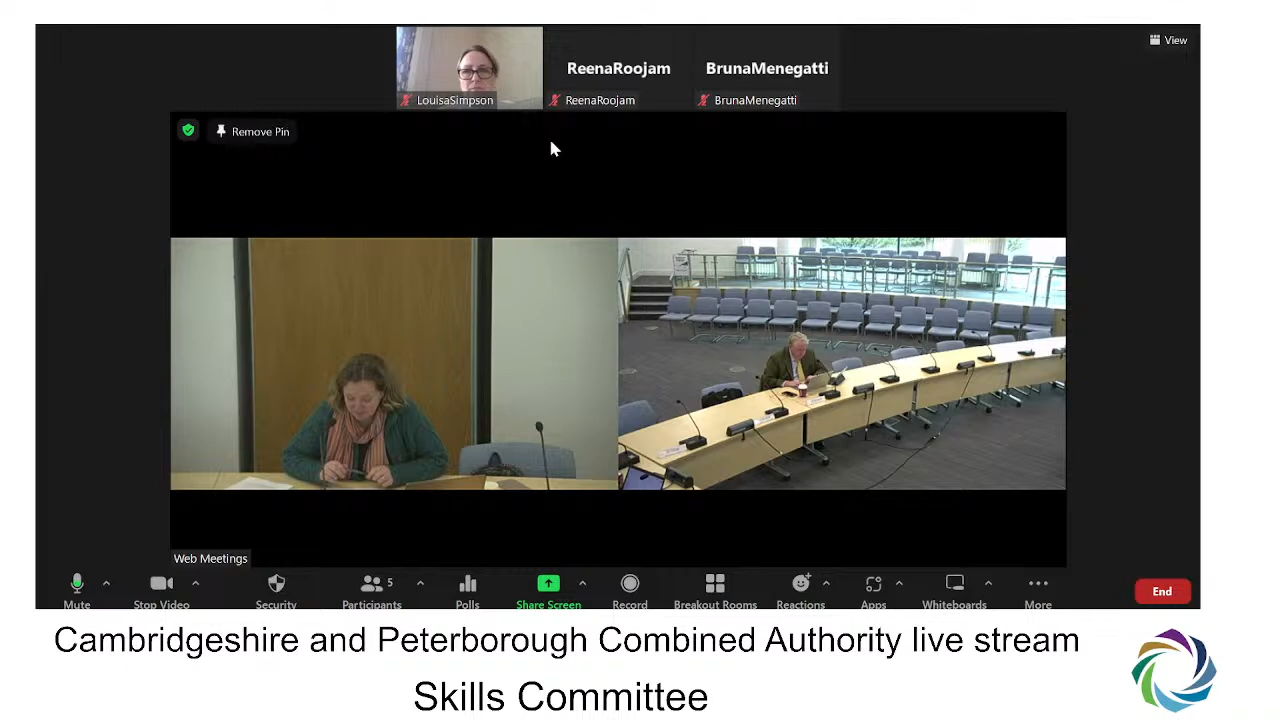 View
ReenaRoojam
BrunaMenegatti
LouisaSimpson
ReenaRoojam
BrunaMenegatti
Remove Pin
Web Meetings
5
Mute
Stop Video
Security
Participants
Polls
Share Screen
Record
Breakout Rooms
Reactions
Apps
Whiteboards
More
End
Cambridgeshire and Peterborough Combined Authority live stream
Skills Committee